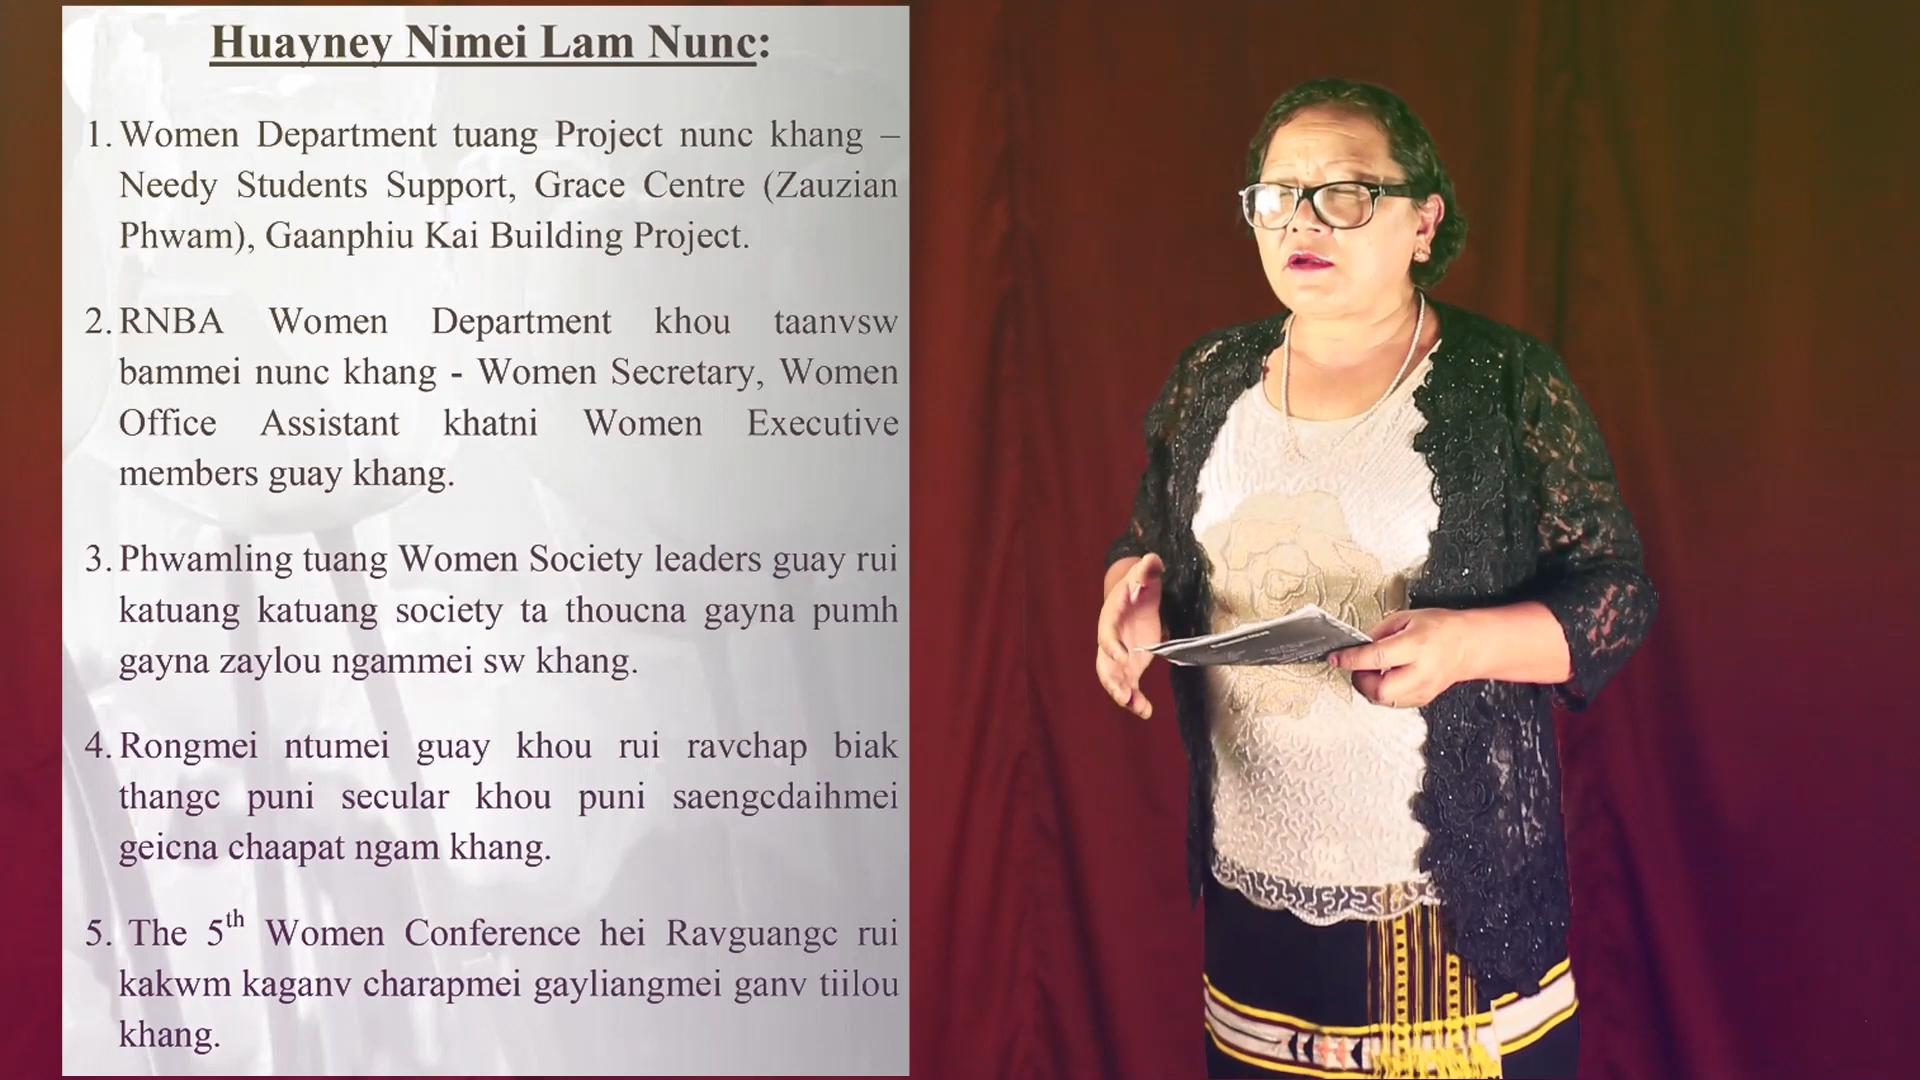 Huayney Nimei Lam Nunc:
1. Women Department tuang Project nunc khang –
Needy Students Support, Grace Centre (Zauzian
Phwam), Gaanphiu Kai Building Project.
2. RNBA Women Department khou taanvsw
bammei nunc khang - Women Secretary, Women
Office Assistant khatni Women Executive
members guay khang.
3. Phwamling tuang Women Society leaders guay rui
katuang katuang society ta thoucna gayna pumh
gayna zaylou ngammei sw khang.
4. Rongmei ntumei guay khou rui ravchap biak
thangc puni secular khou puni saengcdaihmei
geicna chaapat ngam khang.
5. The 5th Women Conference hei Ravguangc rui
kakwm kaganv charapmei gayliangmei ganv tiilou
khang.